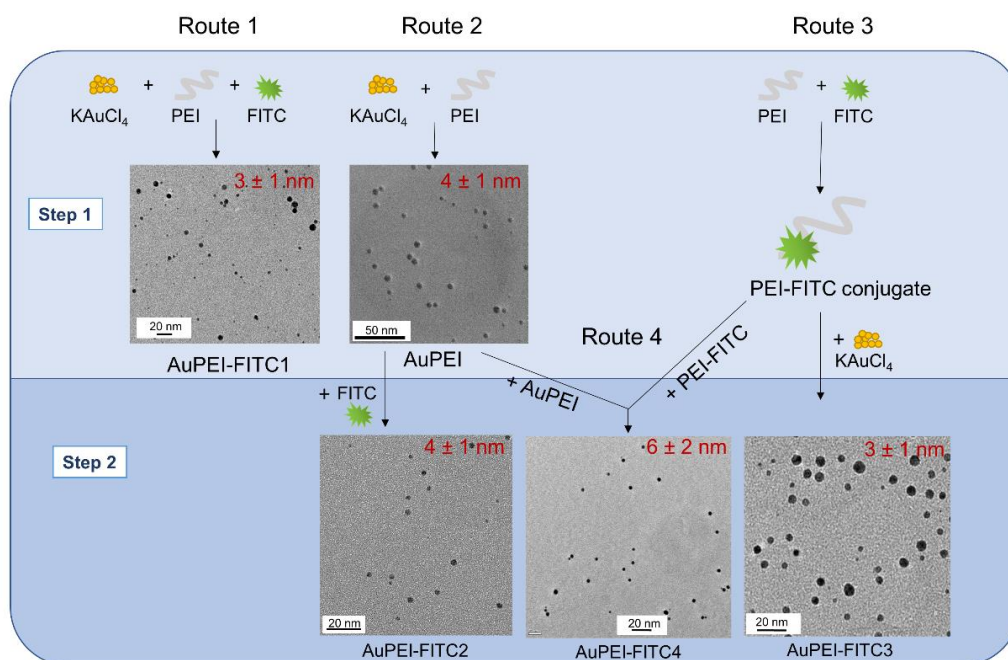 Route 1
Route 2
Route 3
KAuCl₄ + PEI + FITC
KAuCl₄ + PEI
PEI + FITC
Step 1
3 ± 1 nm
20 nm
AuPEI-FITC1
4 ± 1 nm
50 nm
AuPEI
PEI-FITC conjugate
Route 4
+ AuPEI
+ PEI-FITC
+
KAuCl₄
+ FITC
Step 2
4 ± 1 nm
20 nm
AuPEI-FITC2
6 ± 2 nm
20 nm
AuPEI-FITC4
3 ± 1 nm
20 nm
AuPEI-FITC3